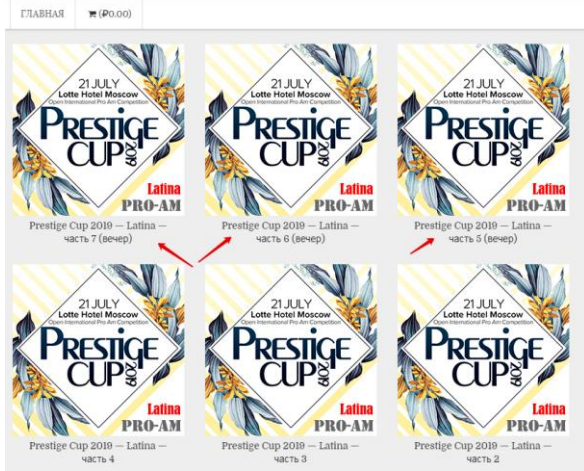 ГЛАВНАЯ (₽0.00)
21 JULY
Lotte Hotel Moscow
Open International Pro Am Competition
PRESTIGE
CUP 2019
Latina
PRO-AM
Prestige Cup 2019 — Latina —
часть 7 (вечер)
21 JULY
Lotte Hotel Moscow
Open International Pro Am Competition
PRESTIGE
CUP 2019
Latina
PRO-AM
Prestige Cup 2019 — Latina —
часть 6 (вечер)
21 JULY
Lotte Hotel Moscow
Open International Pro Am Competition
PRESTIGE
CUP 2019
Latina
PRO-AM
Prestige Cup 2019 — Latina —
часть 5 (вечер)
21 JULY
Lotte Hotel Moscow
Open International Pro Am Competition
PRESTIGE
CUP 2019
Latina
PRO-AM
Prestige Cup 2019 — Latina —
часть 4
21 JULY
Lotte Hotel Moscow
Open International Pro Am Competition
PRESTIGE
CUP 2019
Latina
PRO-AM
Prestige Cup 2019 — Latina —
часть 3
21 JULY
Lotte Hotel Moscow
Open International Pro Am Competition
PRESTIGE
CUP 2019
Latina
PRO-AM
Prestige Cup 2019 — Latina —
часть 2